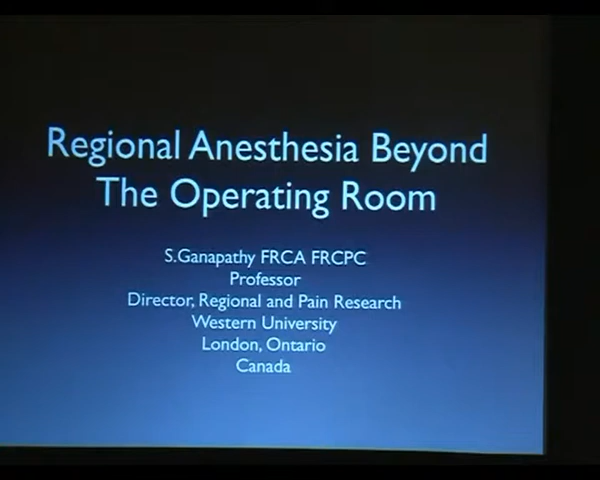 Regional Anesthesia Beyond
The Operating Room
S.Ganapathy FRCA FRCPC
Professor
Director, Regional and Pain Research
Western University
London, Ontario
Canada